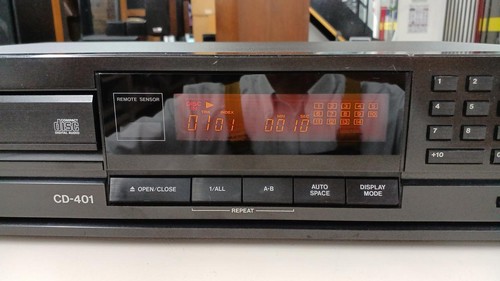 REMOTE SENSOR
COMPACT
disc
DIGITAL AUDIO
0101 0010
1 2
4 5
7 8
+10
OPEN/CLOSE 1/ALL A-B AUTO SPACE DISPLAY MODE
REPEAT
CD-401